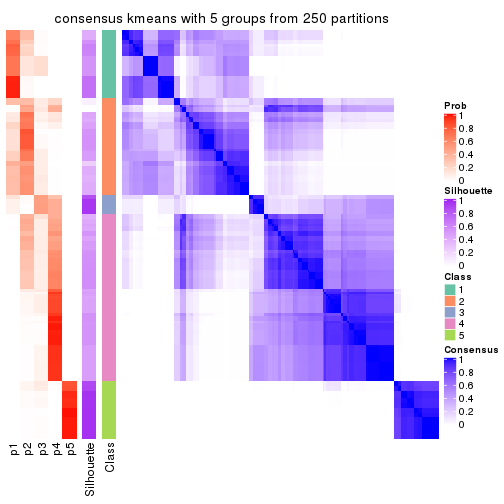 consensus kmeans with 5 groups from 250 partitions
p1
p2
p3
p4
p5
Silhouette
Class
Prob
1
0.8
0.6
0.4
0.2
0
Silhouette
1
0.8
0.6
0.4
0.2
0
Class
1
2
3
4
5
Consensus
1
0.8
0.6
0.4
0.2
0